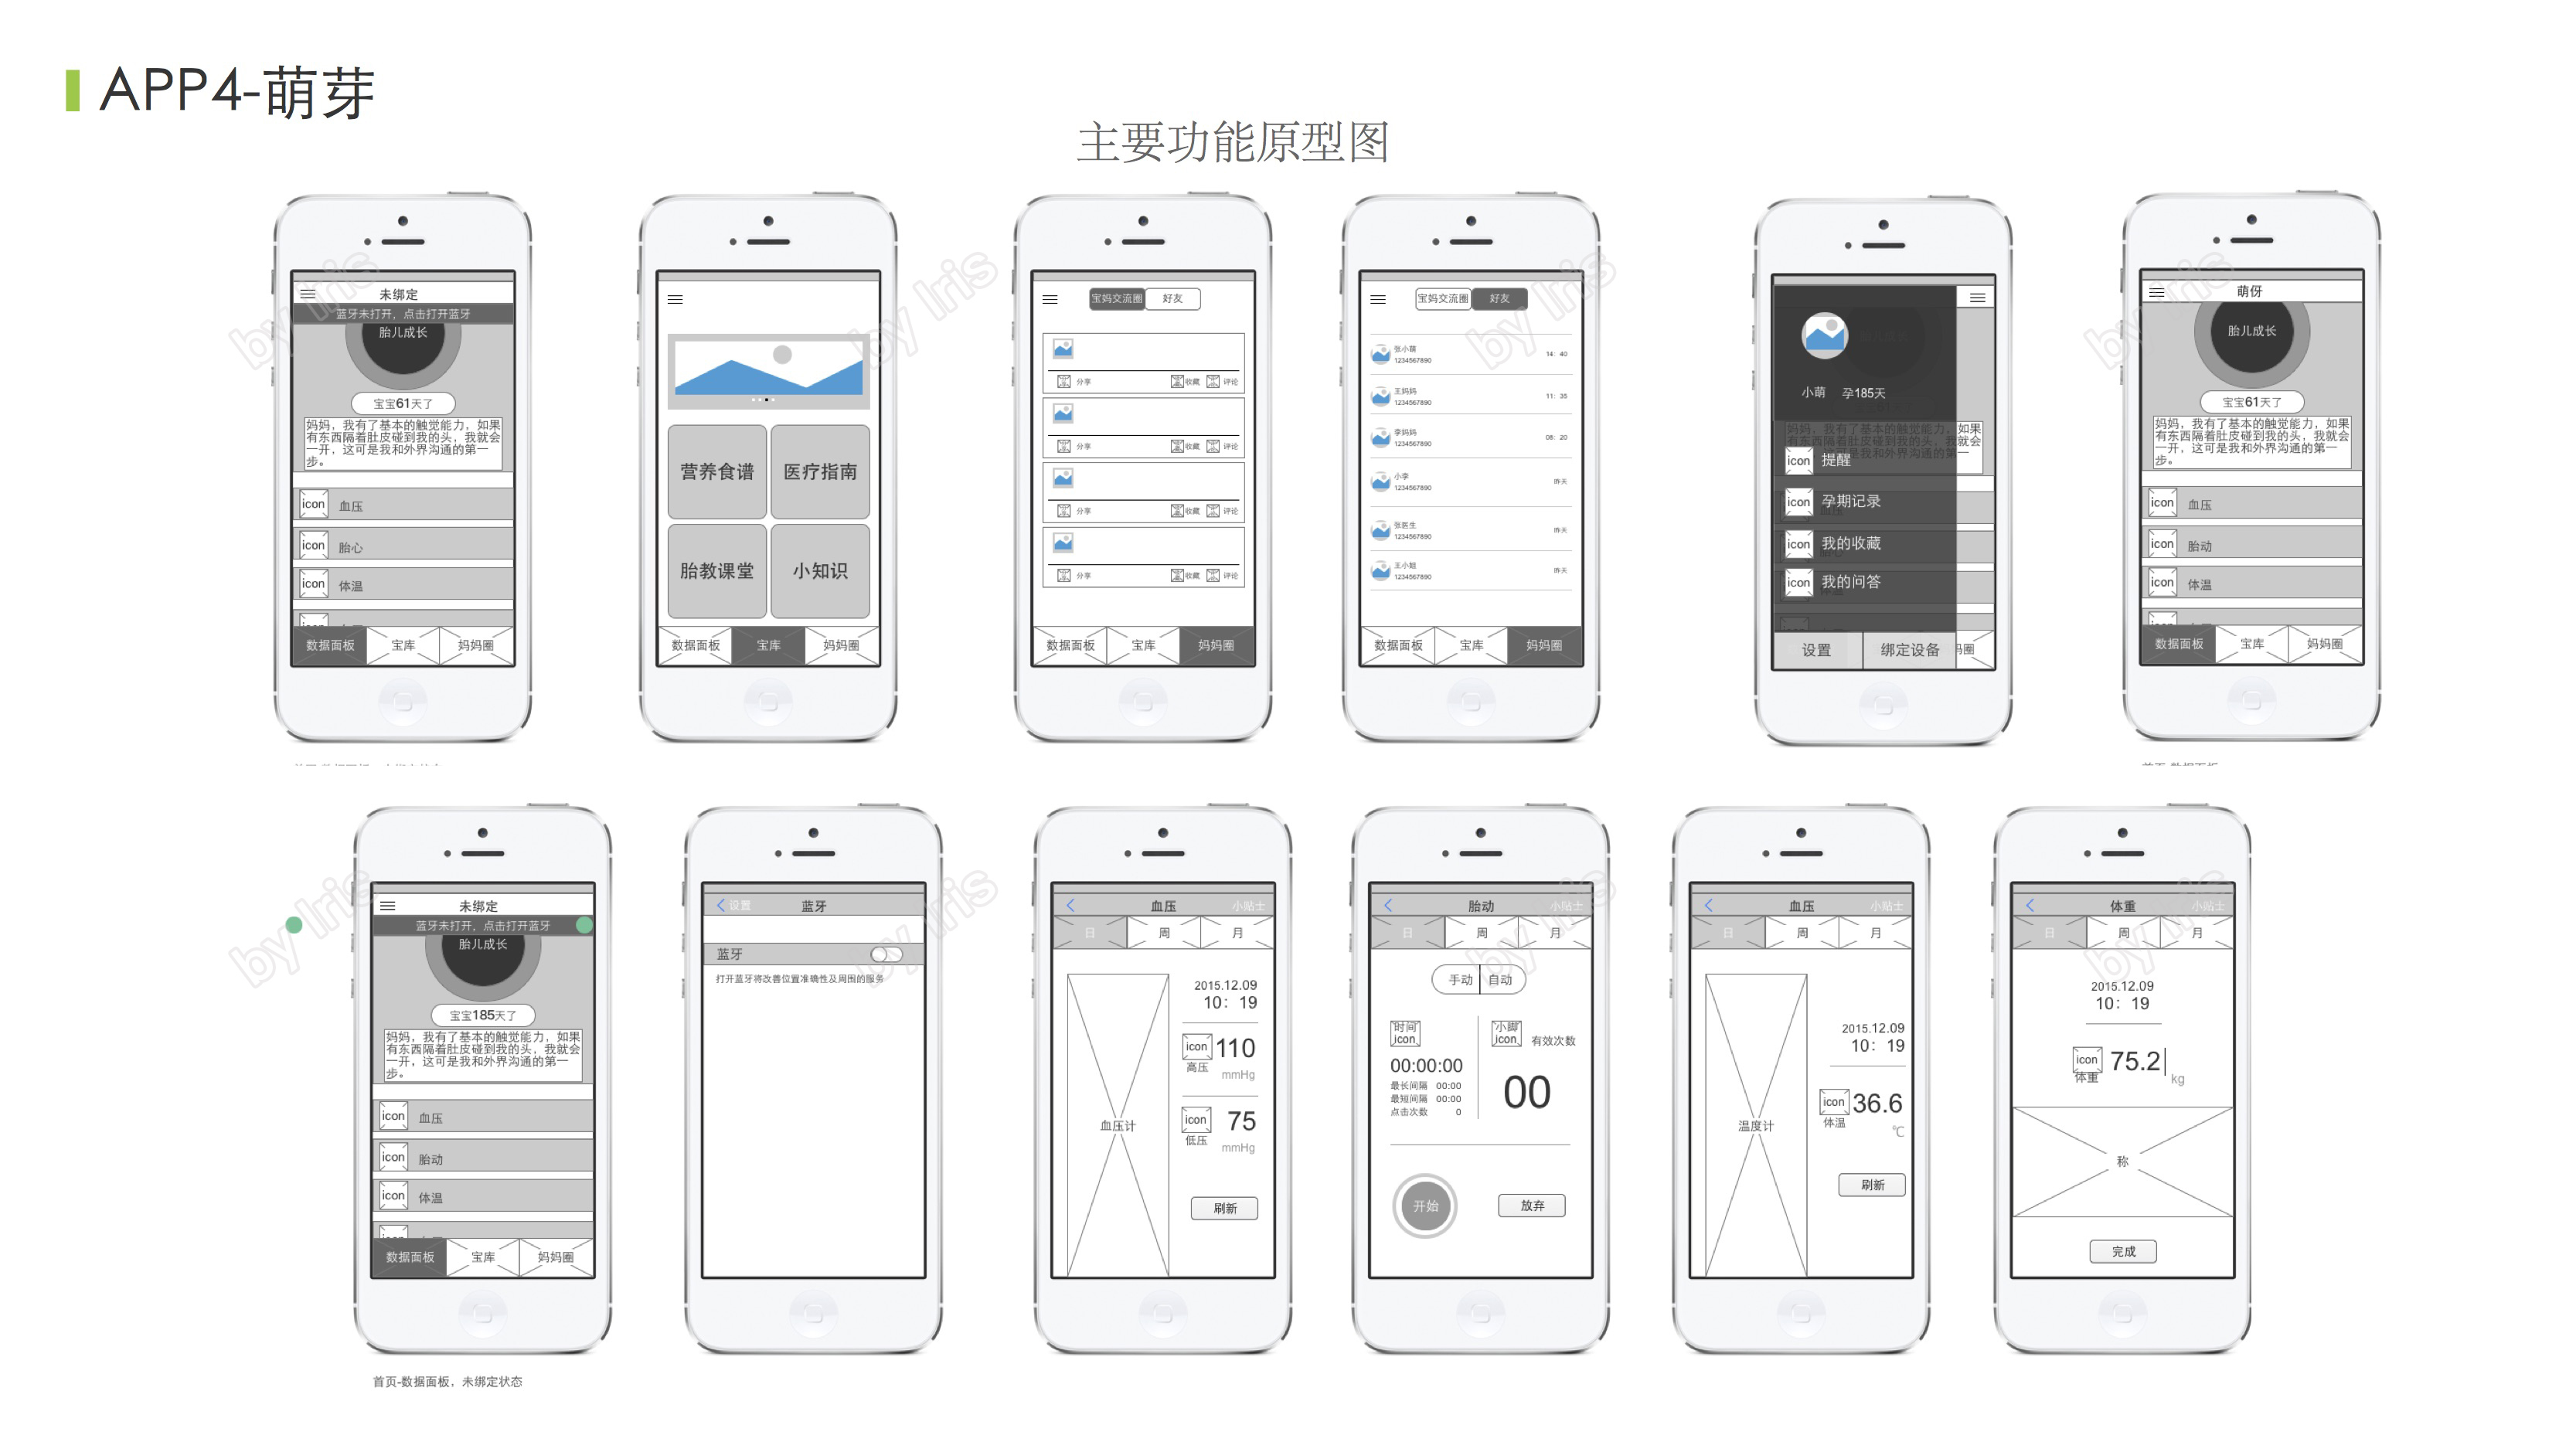 APP4-萌芽
主要功能原型图
未绑定
蓝牙未打开，点击打开蓝牙
胎儿成长
宝宝61天了
妈妈，我有了基本的触觉能力，如果
有东西隔着肚皮碰到我的头，我就会
一开，这可是我和外界沟通的第一
步。
icon 血压
icon 胎心
icon 体温
数据面板 宝库 妈妈圈
营养食谱 医疗指南
胎教课堂 小知识
数据面板 宝库 妈妈圈
宝妈交流圈 好友
分享 收藏 评论
分享 收藏 评论
分享 收藏 评论
分享 收藏 评论
数据面板 宝库 妈妈圈
宝妈交流圈 好友
张小萌
1234567890 14：40
王妈妈
1234567890 11：35
李妈妈
1234567890 08：20
小李
1234567890 昨天
张医生
1234567890 昨天
王小姐
1234567890 昨天
数据面板 宝库 妈妈圈
小萌 孕185天
icon 提醒
icon 孕期记录
icon 我的收藏
icon 我的问答
设置 绑定设备
萌伢
胎儿成长
宝宝61天了
妈妈，我有了基本的触觉能力，如果
有东西隔着肚皮碰到我的头，我就会
一开，这可是我和外界沟通的第一
步。
icon 血压
icon 胎动
icon 体温
数据面板 宝库 妈妈圈
未绑定
蓝牙未打开，点击打开蓝牙
胎儿成长
宝宝185天了
妈妈，我有了基本的触觉能力，如果
有东西隔着肚皮碰到我的头，我就会
一开，这可是我和外界沟通的第一
步。
icon 血压
icon 胎动
icon 体温
数据面板 宝库 妈妈圈
首页-数据面板，未绑定状态
设置 蓝牙
蓝牙
打开蓝牙将改善位置准确性及周围的服务
血压 小贴士
日 周 月
2015.12.09
10：19
icon 110
高压 mmHg
血压计
icon 75
低压 mmHg
刷新
胎动 小贴士
日 周 月
手动 自动
时间 icon
小脚 icon 有效次数
00:00:00
00
最长间隔 00:00
最短间隔 00:00
点击次数 0
开始 放弃
血压 小贴士
日 周 月
2015.12.09
10：19
icon 36.6
体温 ℃
温度计
刷新
体重 小贴士
日 周 月
2015.12.09
10：19
icon 75.2
体重 kg
称
完成
by Iris
by Iris
by Iris
by Iris
by Iris
by Iris
by Iris
by Iris